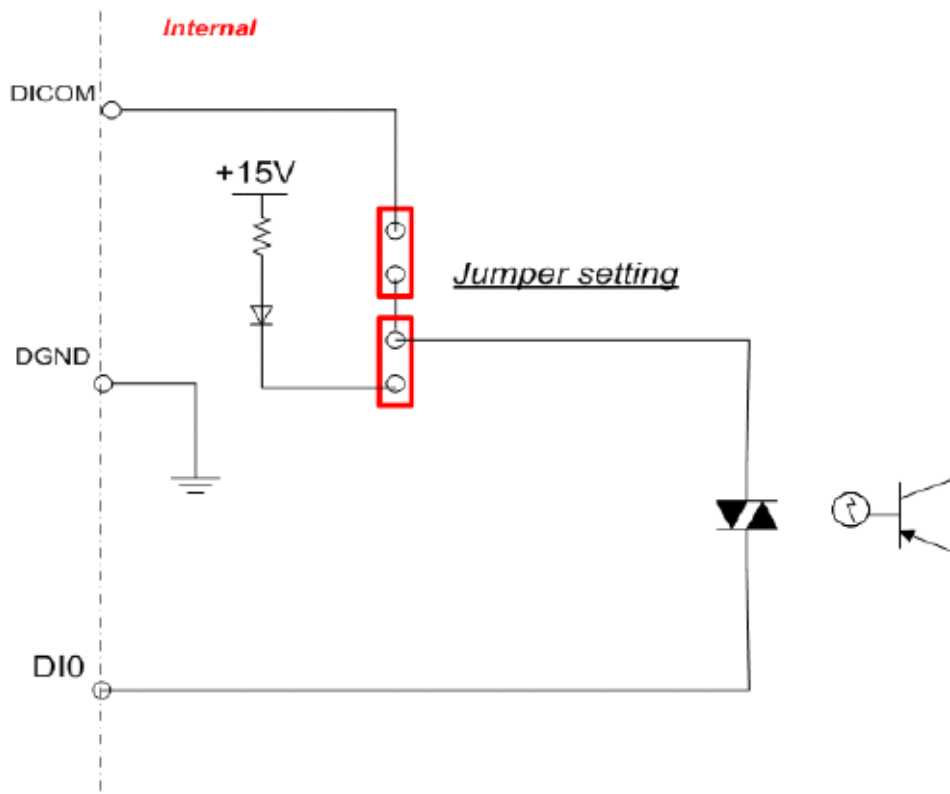 Internal
DICOM
+15V
Jumper setting
DGND
DI0